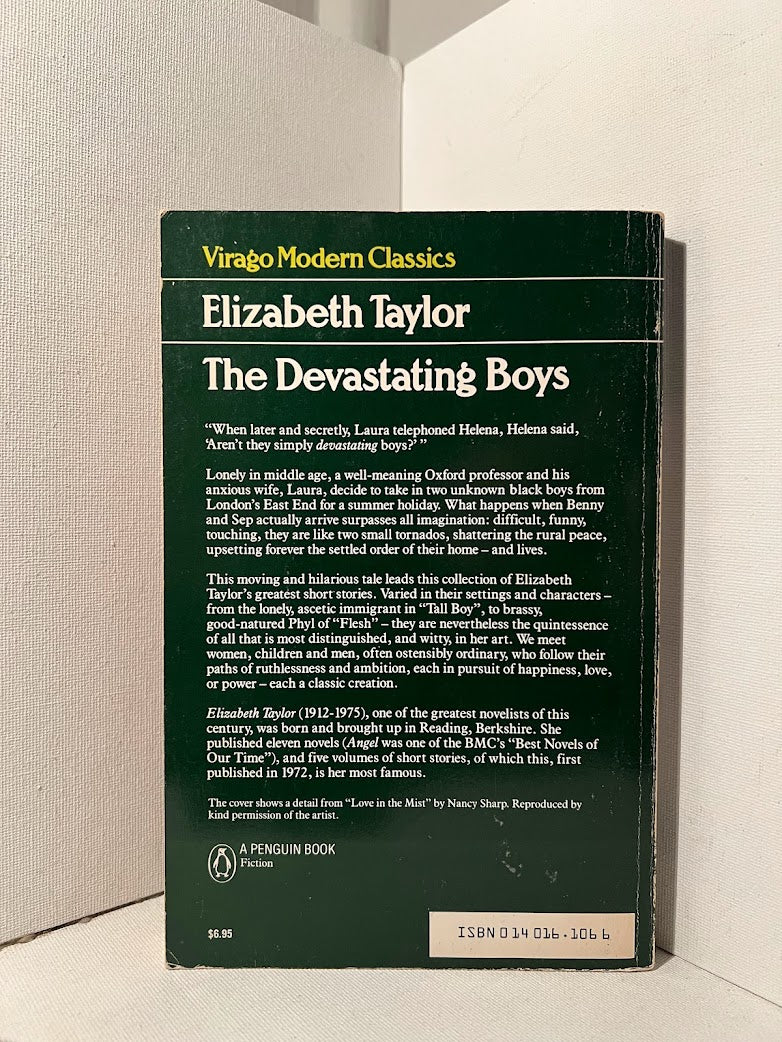 Virago Modern Classics
Elizabeth Taylor
The Devastating Boys
“When later and secretly, Laura telephoned Helena, Helena said,
‘Aren’t they simply devastating boys?’ ”
Lonely in middle age, a well-meaning Oxford professor and his
anxious wife, Laura, decide to take in two unknown black boys from
London’s East End for a summer holiday. What happens when Benny
and Sep actually arrive surpasses all imagination: difficult, funny,
touching, they are like two small tornados, shattering the rural peace,
upsetting forever the settled order of their home – and lives.
This moving and hilarious tale leads this collection of Elizabeth
Taylor’s greatest short stories. Varied in their settings and characters –
from the lonely, ascetic immigrant in “Tall Boy”, to brassy,
good-natured Phyl of “Flesh” – they are nevertheless the quintessence
of all that is most distinguished, and witty, in her art. We meet
women, children and men, often ostensibly ordinary, who follow their
paths of ruthlessness and ambition, each in pursuit of happiness, love,
or power – each a classic creation.
Elizabeth Taylor (1912-1975), one of the greatest novelists of this
century, was born and brought up in Reading, Berkshire. She
published eleven novels (Angel was one of the BMC’s “Best Novels of
Our Time”), and five volumes of short stories, of which this, first
published in 1972, is her most famous.
The cover shows a detail from “Love in the Mist” by Nancy Sharp. Reproduced by
kind permission of the artist.
A PENGUIN BOOK
Fiction
$6.95
ISBN 0 14 016.106 6